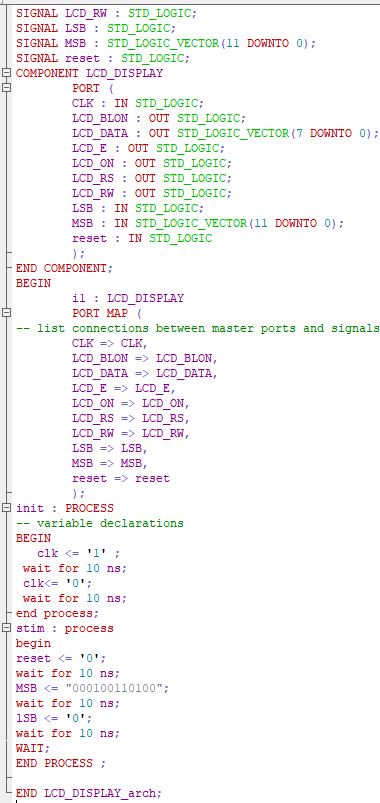 SIGNAL LCD_RW : STD_LOGIC;
SIGNAL LSB : STD_LOGIC;
SIGNAL MSB : STD_LOGIC_VECTOR(11 DOWNTO 0);
SIGNAL reset : STD_LOGIC;
COMPONENT LCD_DISPLAY
PORT (
CLK : IN STD_LOGIC;
LCD_BLON : OUT STD_LOGIC;
LCD_DATA : OUT STD_LOGIC_VECTOR(7 DOWNTO 0);
LCD_E : OUT STD_LOGIC;
LCD_ON : OUT STD_LOGIC;
LCD_RS : OUT STD_LOGIC;
LCD_RW : OUT STD_LOGIC;
LSB : IN STD_LOGIC;
MSB : IN STD_LOGIC_VECTOR(11 DOWNTO 0);
reset : IN STD_LOGIC
);
END COMPONENT;
BEGIN
i1 : LCD_DISPLAY
PORT MAP (
-- list connections between master ports and signals
CLK => CLK,
LCD_BLON => LCD_BLON,
LCD_DATA => LCD_DATA,
LCD_E => LCD_E,
LCD_ON => LCD_ON,
LCD_RS => LCD_RS,
LCD_RW => LCD_RW,
LSB => LSB,
MSB => MSB,
reset => reset
);
init : PROCESS
-- variable declarations
BEGIN
clk <= '1' ;
wait for 10 ns;
clk<= '0';
wait for 10 ns;
end process;
stim : process
begin
reset <= '0';
wait for 10 ns;
MSB <= "000100110100";
wait for 10 ns;
lSB <= '0';
wait for 10 ns;
WAIT;
END PROCESS ;
END LCD_DISPLAY_arch;